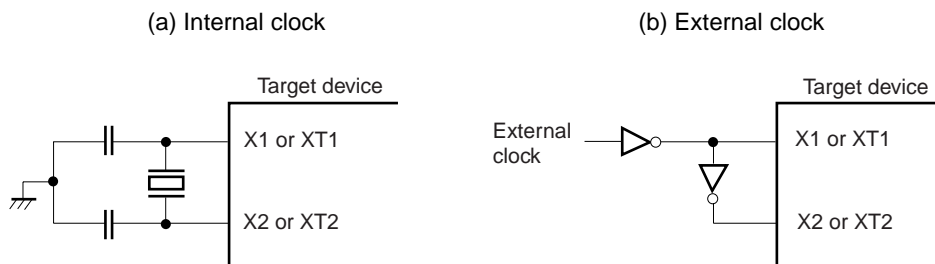 (a) Internal clock
Target device
X1 or XT1
X2 or XT2
(b) External clock
Target device
External
clock
X1 or XT1
X2 or XT2